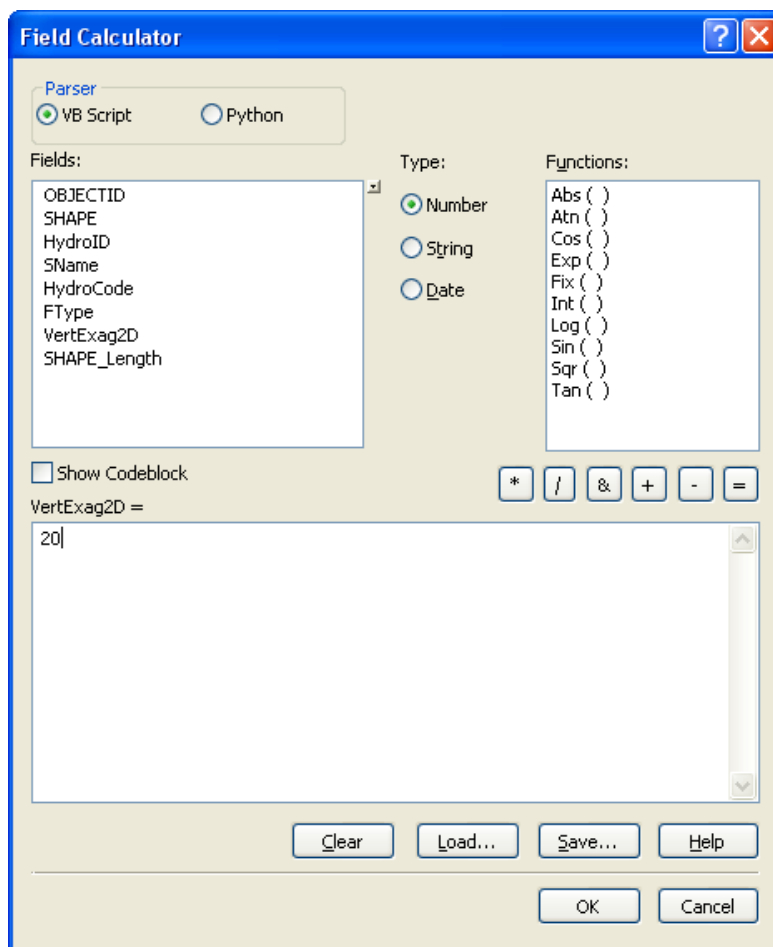 Field Calculator
Parser
VB Script Python
Fields:
Type:
Functions:
OBJECTID
SHAPE
HydroID
SName
HydroCode
FType
VertExag2D
SHAPE_Length
Number
String
Date
Abs ( )
Atn ( )
Cos ( )
Exp ( )
Fix ( )
Int ( )
Log ( )
Sin ( )
Sqr ( )
Tan ( )
Show Codeblock
* / & + - =
VertExag2D =
20
Clear Load... Save... Help
OK Cancel